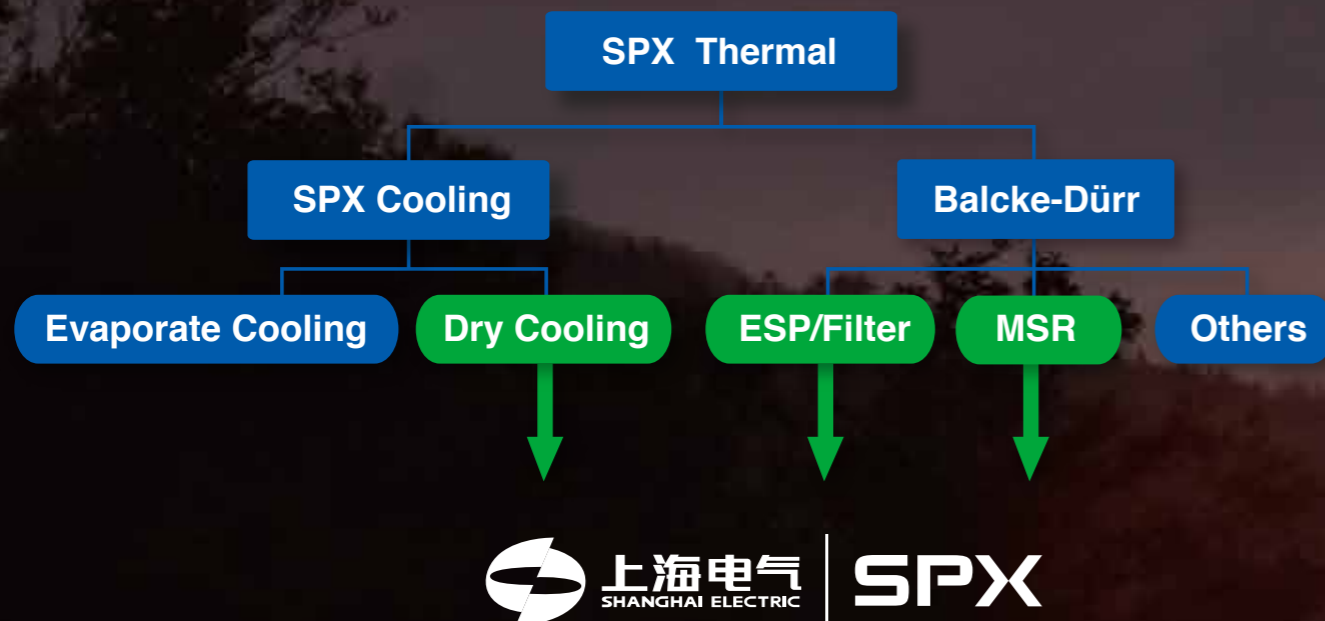 SPX Thermal
SPX Cooling
Balcke-Dürr
Evaporate Cooling
Dry Cooling
ESP/Filter
MSR
Others
上海电气
SHANGHAI ELECTRIC
SPX